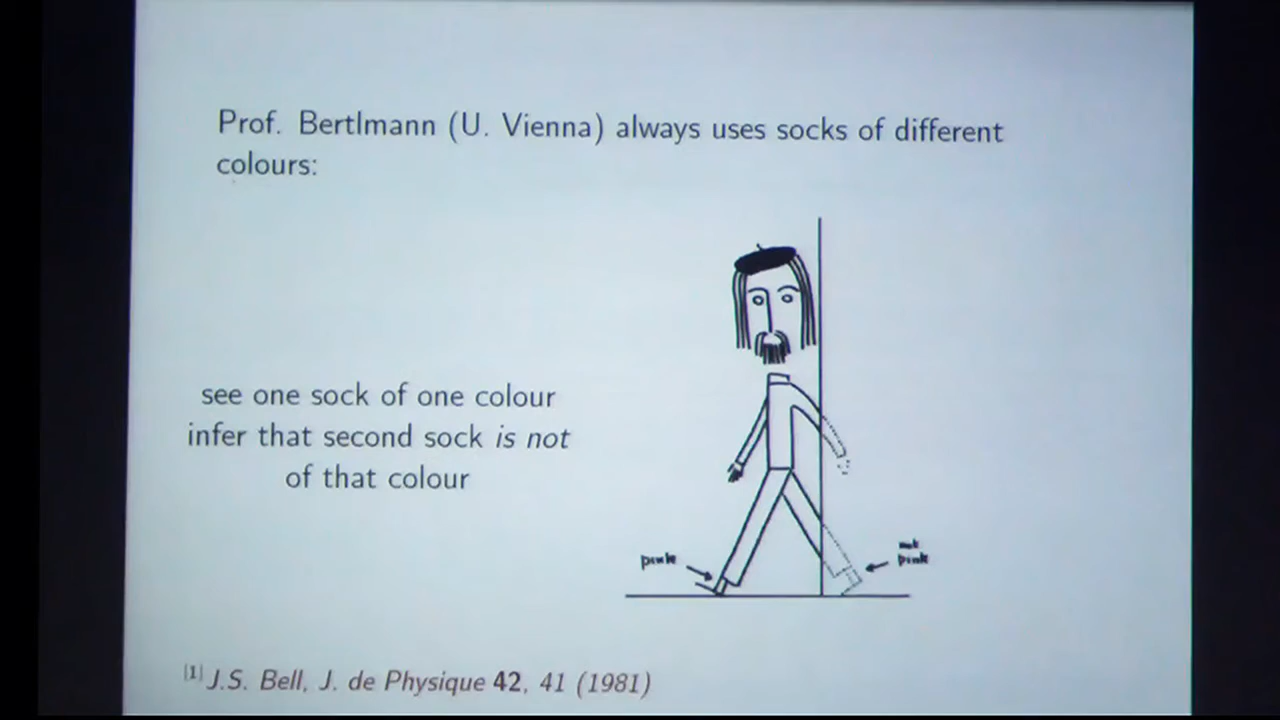 Prof. Bertlmann (U. Vienna) always uses socks of different
colours:
see one sock of one colour
infer that second sock is not
of that colour
pink
not
pink
[1] J.S. Bell, J. de Physique 42, 41 (1981)